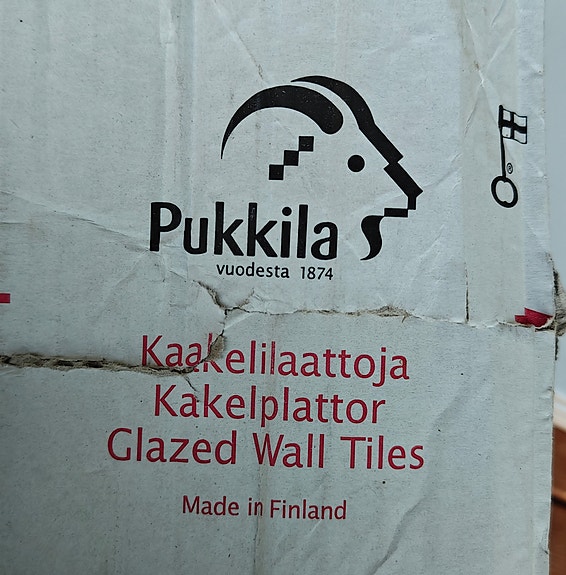 Pukkila
vuodesta 1874
®
Kaakelilaattoja
Kakelplattor
Glazed Wall Tiles
Made in Finland